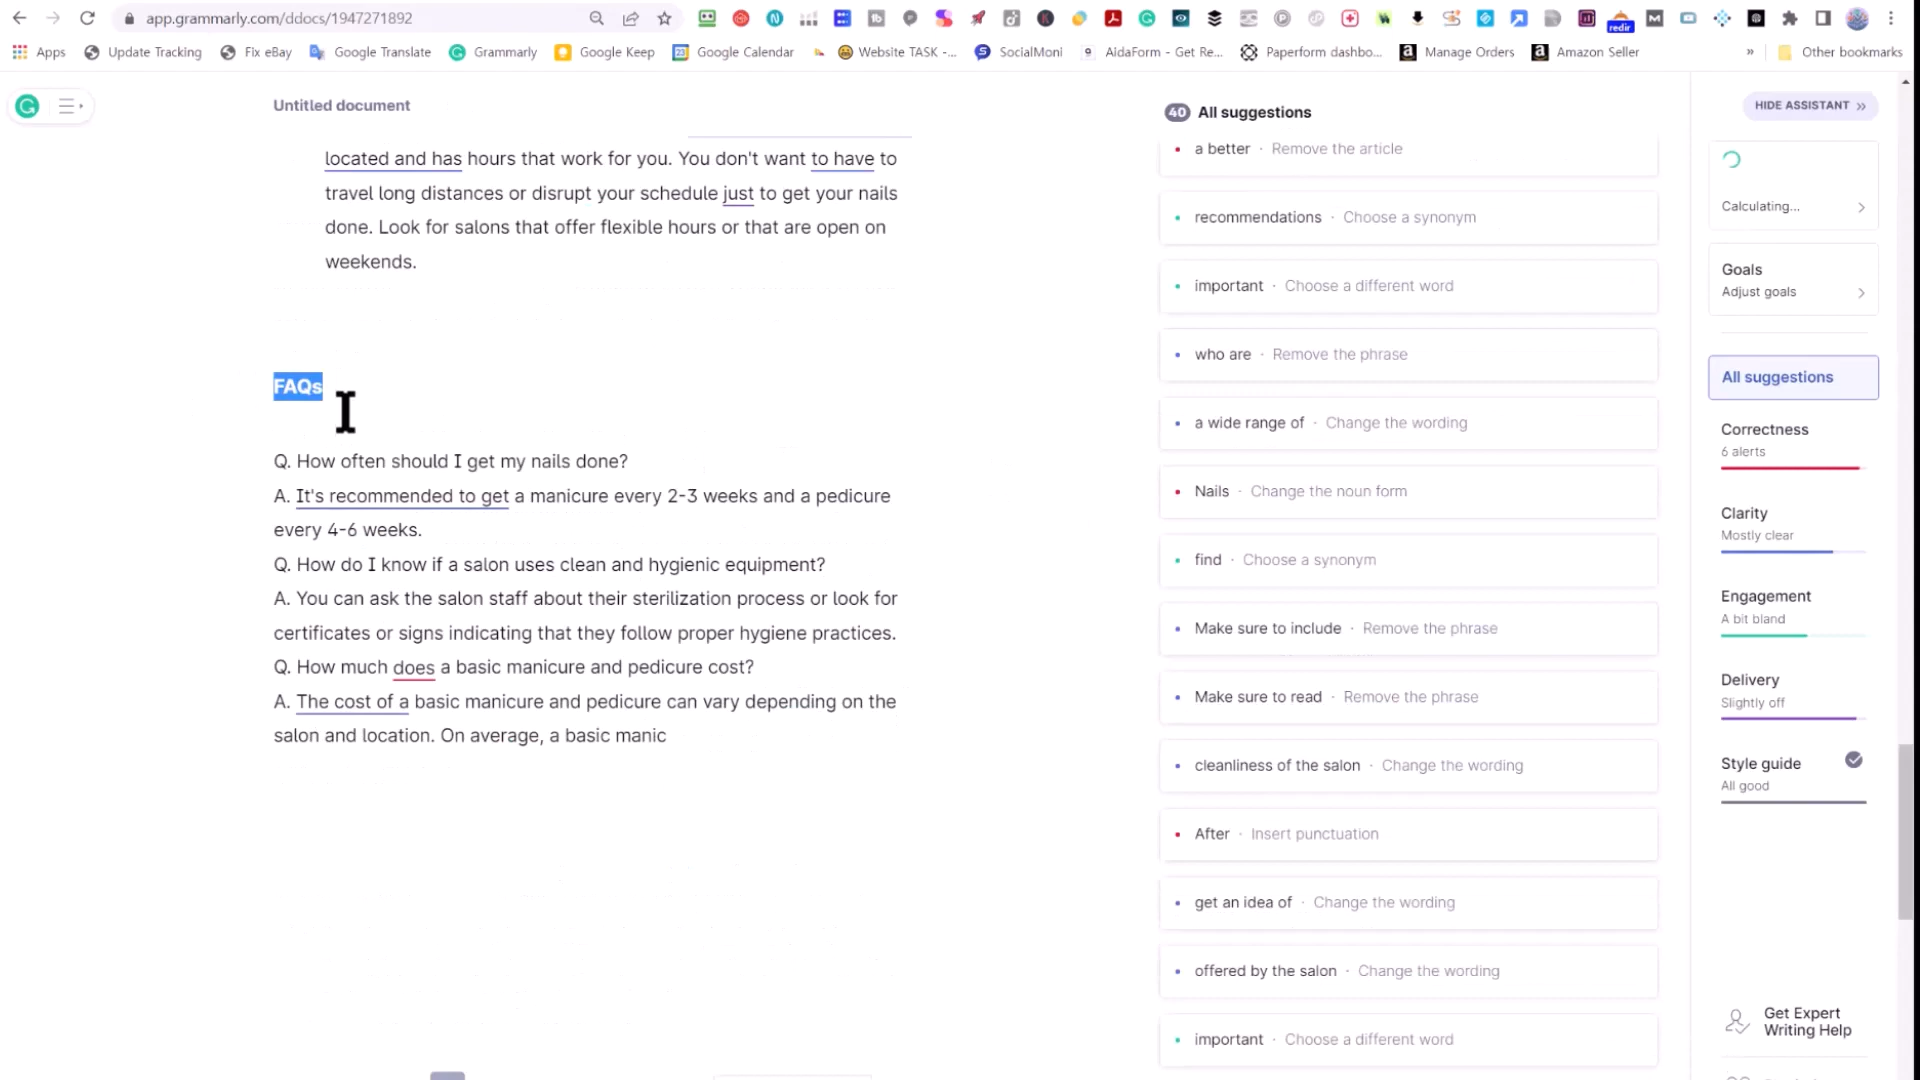 app.grammarly.com/ddocs/1947271892
redir
Apps
Update Tracking
Fix eBay
Google Translate
Grammarly
Google Keep
Google Calendar
Website TASK -...
SocialMoni
AidaForm - Get Re...
Paperform dashbo...
Manage Orders
Amazon Seller
»
Other bookmarks
Untitled document
located and has hours that work for you. You don't want to have to
travel long distances or disrupt your schedule just to get your nails
done. Look for salons that offer flexible hours or that are open on
weekends.
FAQs
Q. How often should I get my nails done?
A. It's recommended to get a manicure every 2-3 weeks and a pedicure
every 4-6 weeks.
Q. How do I know if a salon uses clean and hygienic equipment?
A. You can ask the salon staff about their sterilization process or look for
certificates or signs indicating that they follow proper hygiene practices.
Q. How much does a basic manicure and pedicure cost?
A. The cost of a basic manicure and pedicure can vary depending on the
salon and location. On average, a basic manic
40 All suggestions
a better · Remove the article
recommendations · Choose a synonym
important · Choose a different word
who are · Remove the phrase
a wide range of · Change the wording
Nails · Change the noun form
find · Choose a synonym
Make sure to include · Remove the phrase
Make sure to read · Remove the phrase
cleanliness of the salon · Change the wording
After · Insert punctuation
get an idea of · Change the wording
offered by the salon · Change the wording
important · Choose a different word
HIDE ASSISTANT »
Calculating...
Goals
Adjust goals
All suggestions
Correctness
6 alerts
Clarity
Mostly clear
Engagement
A bit bland
Delivery
Slightly off
Style guide
All good
Get Expert
Writing Help